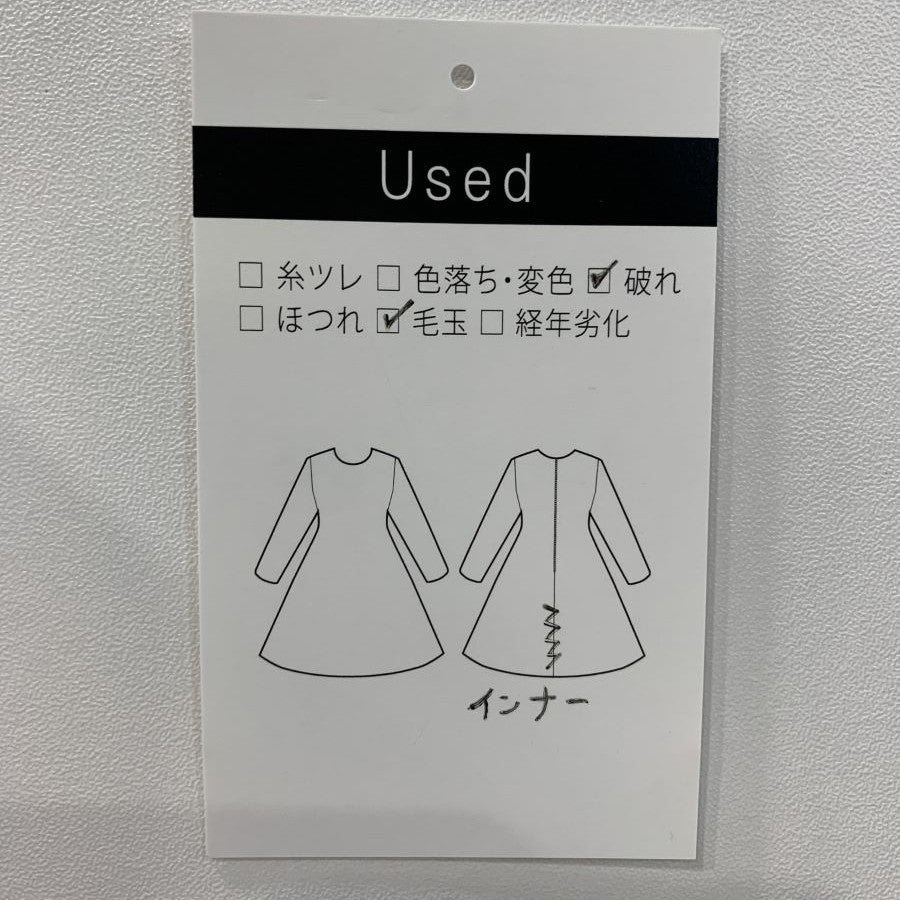 Used
□ 糸ツレ □ 色落ち・変色 ☑ 破れ
□ ほつれ ☑ 毛玉 □ 経年劣化
インナー